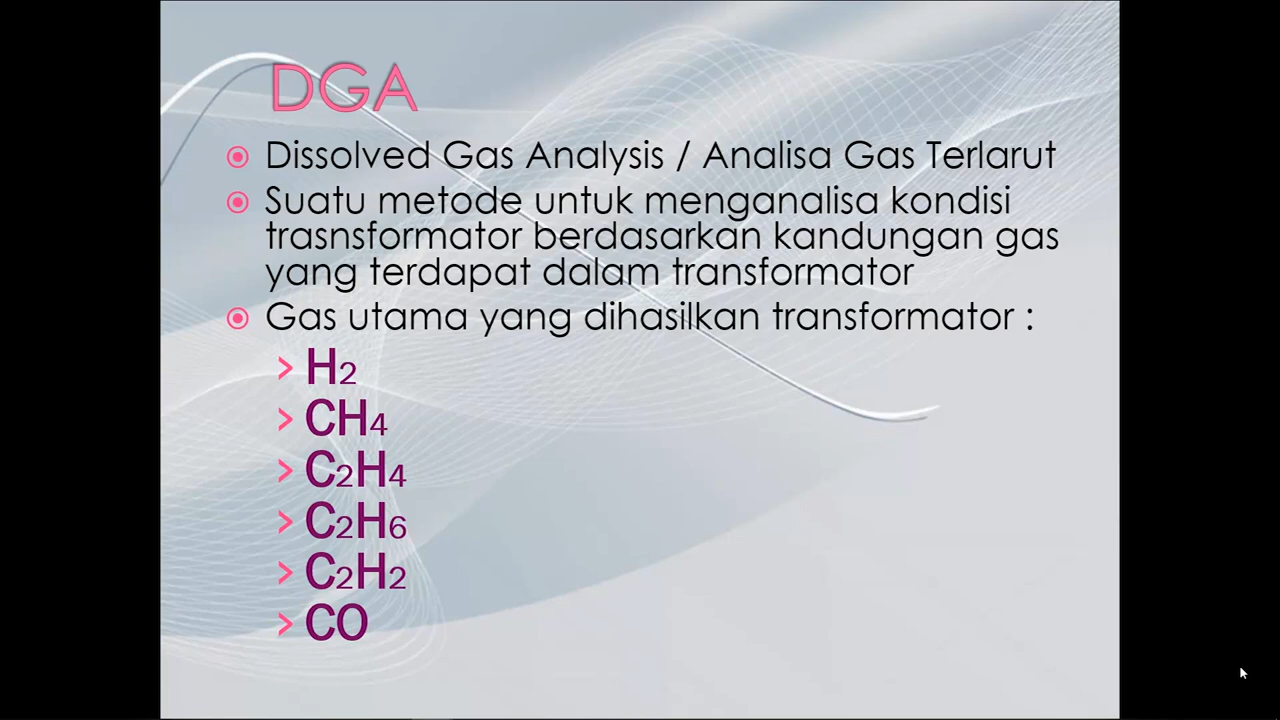 DGA
Dissolved Gas Analysis / Analisa Gas Terlarut
Suatu metode untuk menganalisa kondisi
trasnsformator berdasarkan kandungan gas
yang terdapat dalam transformator
Gas utama yang dihasilkan transformator :
H2
CH4
C2H4
C2H6
C2H2
CO